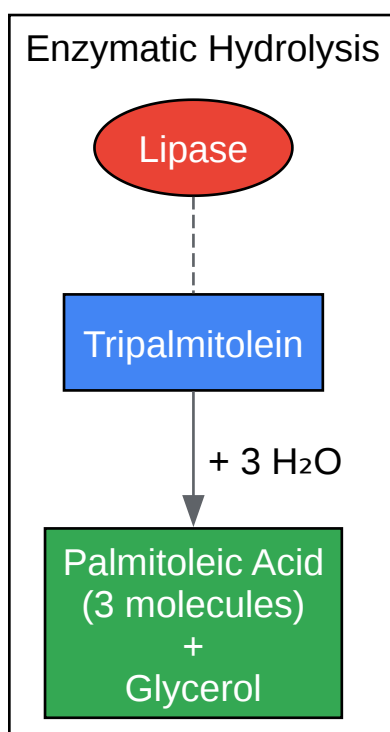 Enzymatic Hydrolysis
Lipase
Tripalmitolein
+ 3 H₂O
Palmitoleic Acid
(3 molecules)
+
Glycerol